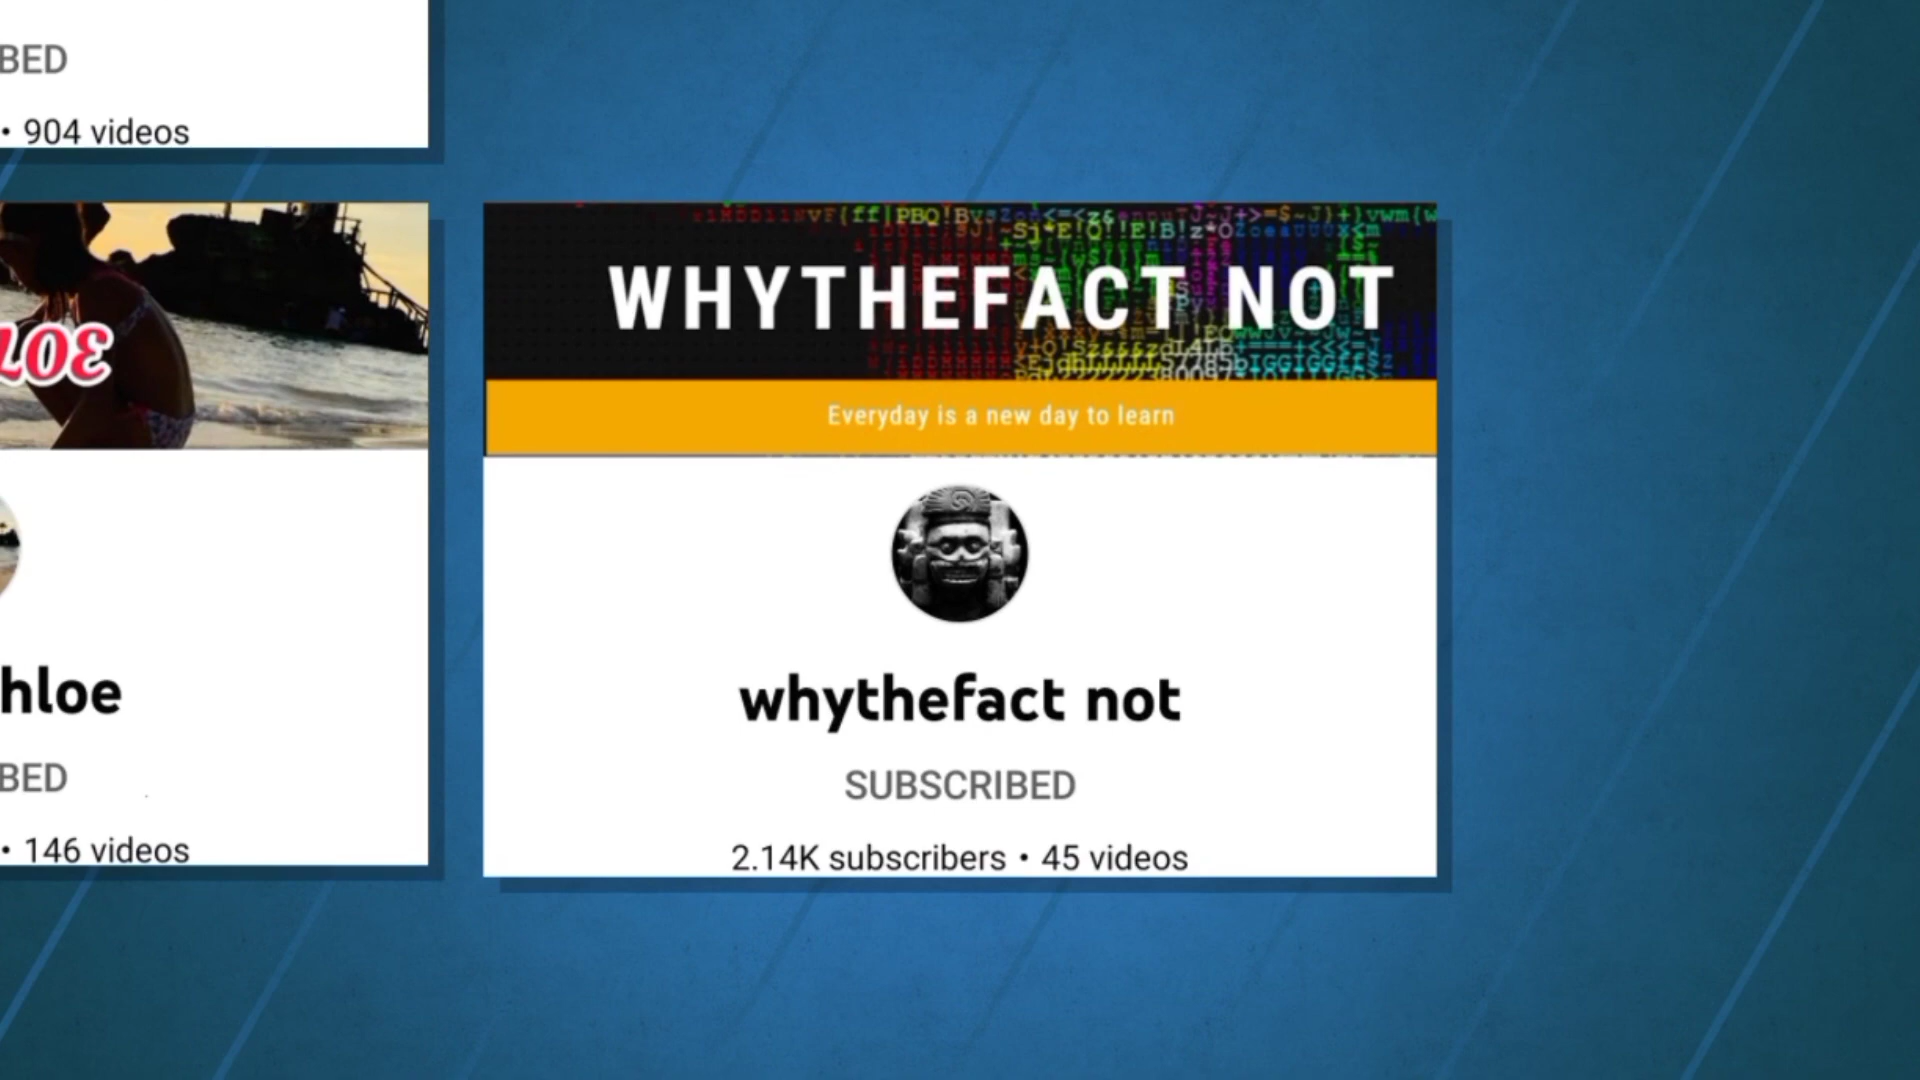 BED
• 904 videos
LOE
hloe
BED
• 146 videos
WHYTHEFACT NOT
Everyday is a new day to learn
whythefact not
SUBSCRIBED
2.14K subscribers • 45 videos